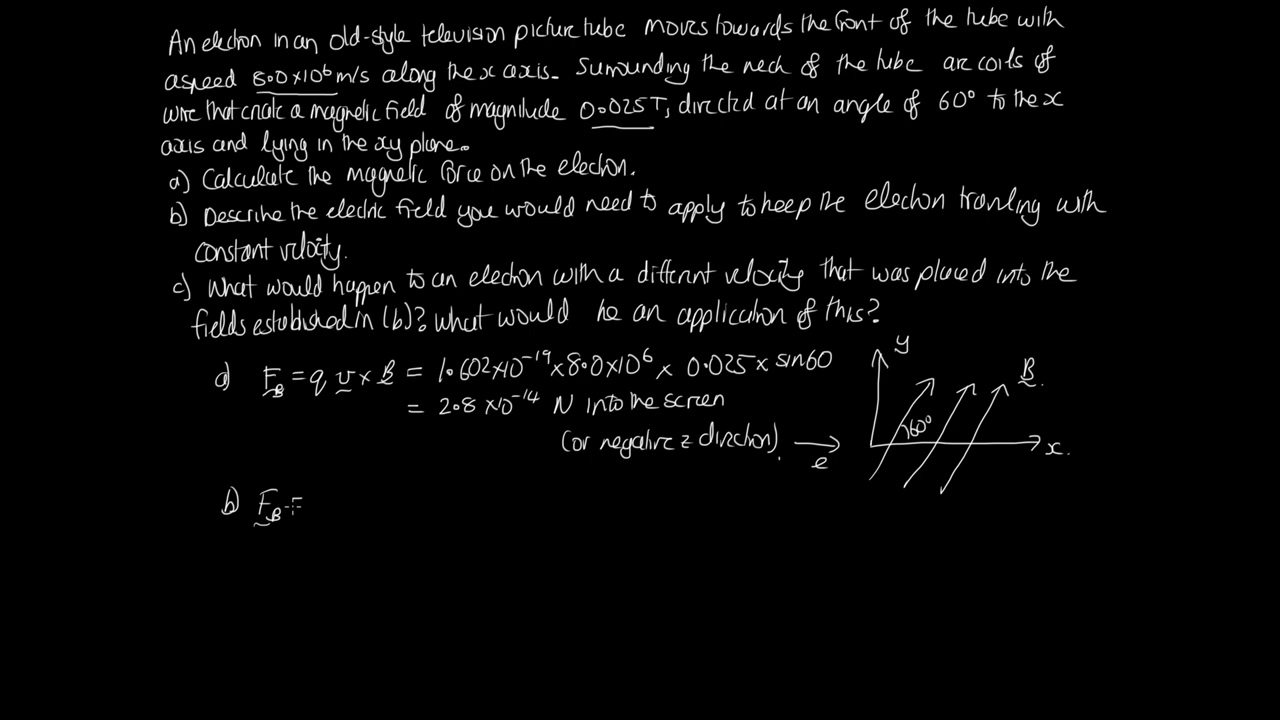 An electron in an old-style television picture tube moves towards the front of the tube with
a speed 8.0×10⁶ m/s along the x axis. Surrounding the neck of the tube are coils of
wire that create a magnetic field of magnitude 0.025T, directed at an angle of 60° to the x
axis and lying in the xy plane.
a) Calculate the magnetic force on the electron.
b) Describe the electric field you would need to apply to keep the electron traveling with
constant velocity.
c) What would happen to an electron with a different velocity that was placed into the
fields established in (b)? What would be an application of this?
a) F_B = q v × B = 1.602×10⁻¹⁹ × 8.0×10⁶ × 0.025 × sin60
= 2.8 × 10⁻¹⁴ N into the screen
(or negative z direction).
y
B
60°
x
e
b) F_B +